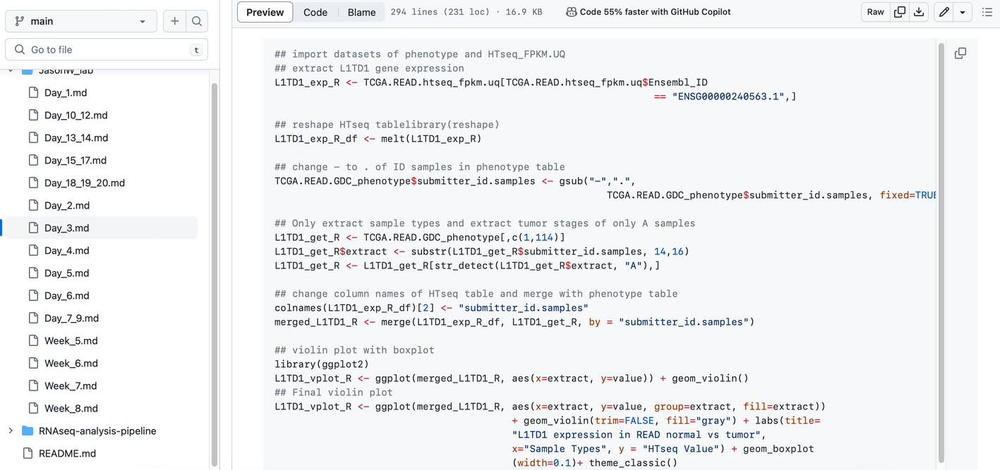 main
Go to file
t
JasonW_lab
Day_1.md
Day_10_12.md
Day_13_14.md
Day_15_17.md
Day_18_19_20.md
Day_2.md
Day_3.md
Day_4.md
Day_5.md
Day_6.md
Day_7_9.md
Week_5.md
Week_6.md
Week_7.md
Week_8.md
RNAseq-analysis-pipeline
README.md
Preview Code Blame 294 lines (231 loc) · 16.9 KB Code 55% faster with GitHub Copilot Raw
## import datasets of phenotype and HTseq_FPKM.UQ
## extract L1TD1 gene expression
L1TD1_exp_R <- TCGA.READ.htseq_fpkm.uq[TCGA.READ.htseq_fpkm.uq$Ensembl_ID
== "ENSG00000240563.1",]
## reshape HTseq tablelibrary(reshape)
L1TD1_exp_R_df <- melt(L1TD1_exp_R)
## change – to . of ID samples in phenotype table
TCGA.READ.GDC_phenotype$submitter_id.samples <- gsub("-",".",
TCGA.READ.GDC_phenotype$submitter_id.samples, fixed=TRUE
## Only extract sample types and extract tumor stages of only A samples
L1TD1_get_R <- TCGA.READ.GDC_phenotype[,c(1,114)]
L1TD1_get_R$extract <- substr(L1TD1_get_R$submitter_id.samples, 14,16)
L1TD1_get_R <- L1TD1_get_R[str_detect(L1TD1_get_R$extract, "A"),]
## change column names of HTseq table and merge with phenotype table
colnames(L1TD1_exp_R_df)[2] <- "submitter_id.samples"
merged_L1TD1_R <- merge(L1TD1_exp_R_df, L1TD1_get_R, by = "submitter_id.samples")
## violin plot with boxplot
library(ggplot2)
L1TD1_vplot_R <- ggplot(merged_L1TD1_R, aes(x=extract, y=value)) + geom_violin()
## Final violin plot
L1TD1_vplot_R <- ggplot(merged_L1TD1_R, aes(x=extract, y=value, group=extract, fill=extract))
+ geom_violin(trim=FALSE, fill="gray") + labs(title=
"L1TD1 expression in READ normal vs tumor",
x="Sample Types", y = "HTseq Value") + geom_boxplot
(width=0.1)+ theme_classic()